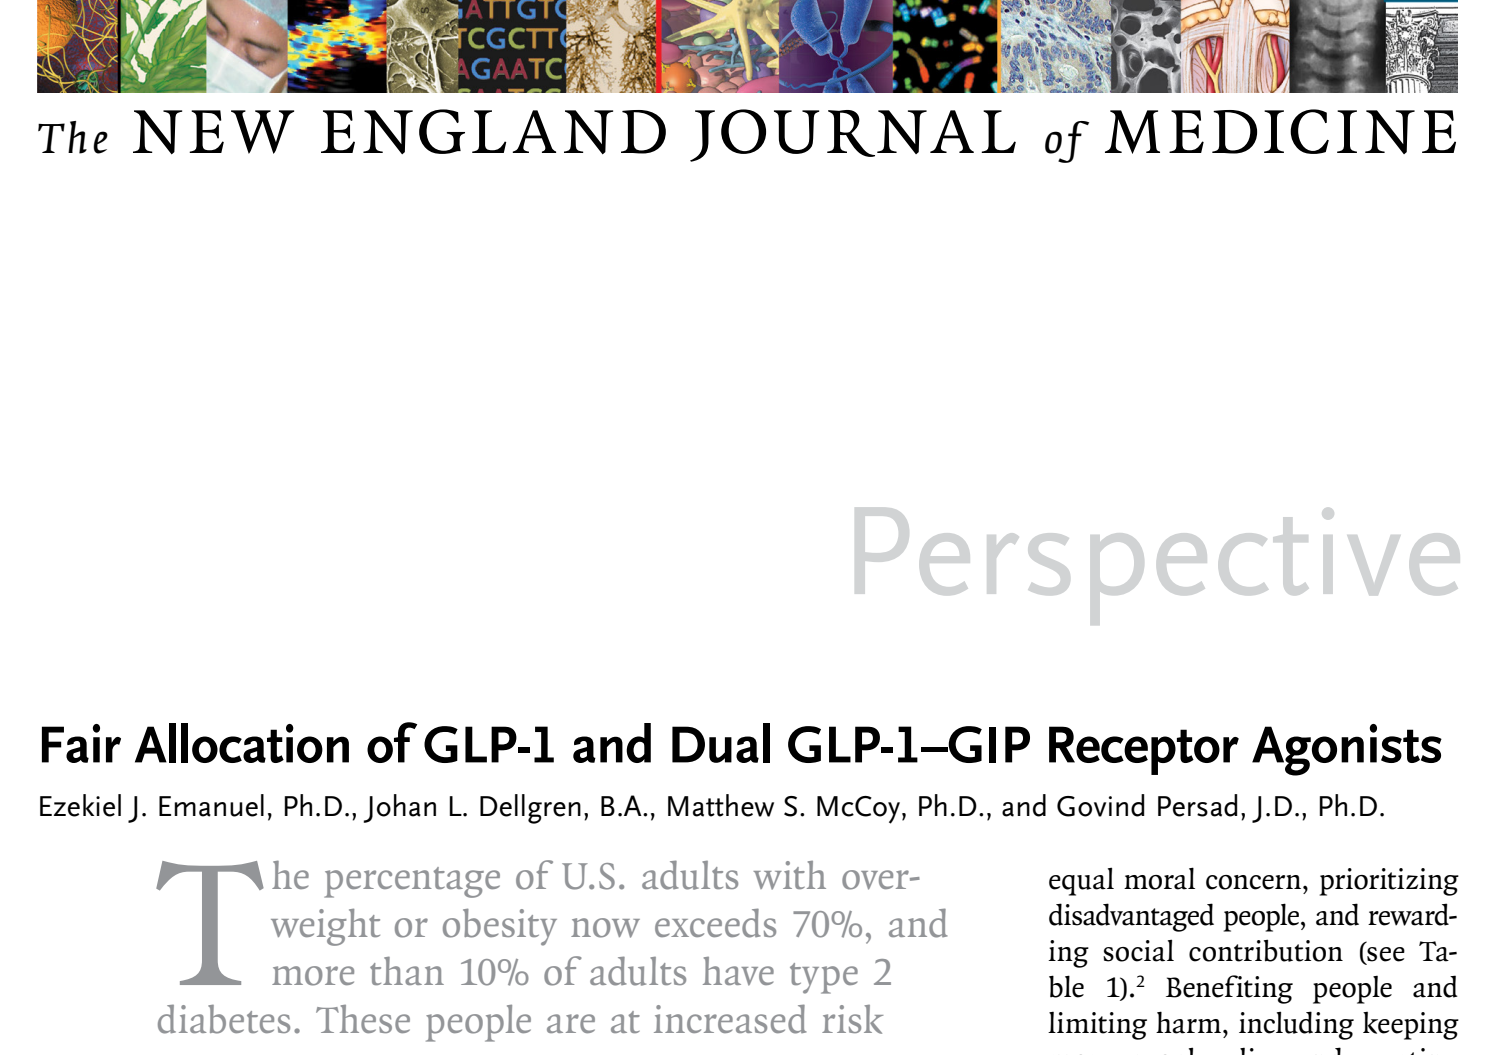 ATTGTC
TCGCTTC
AGAATC
The NEW ENGLAND JOURNAL of MEDICINE
Perspective
Fair Allocation of GLP-1 and Dual GLP-1–GIP Receptor Agonists
Ezekiel J. Emanuel, Ph.D., Johan L. Dellgren, B.A., Matthew S. McCoy, Ph.D., and Govind Persad, J.D., Ph.D.
The percentage of U.S. adults with over-
weight or obesity now exceeds 70%, and
more than 10% of adults have type 2
diabetes. These people are at increased risk
equal moral concern, prioritizing
disadvantaged people, and reward-
ing social contribution (see Ta-
ble 1).² Benefiting people and
limiting harm, including keeping